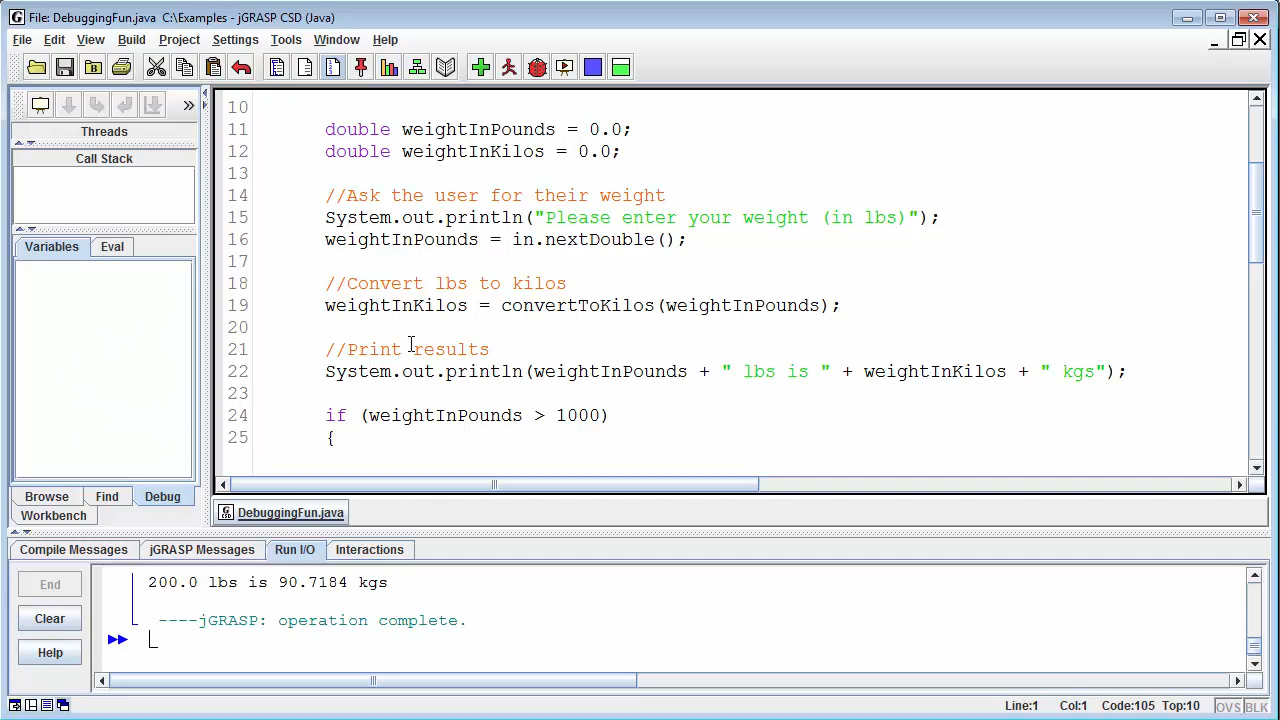 File: DebuggingFun.java C:\Examples - jGRASP CSD (Java)
File Edit View Build Project Settings Tools Window Help
Threads
Call Stack
Variables Eval
Browse Find Debug
Workbench
10
11 double weightInPounds = 0.0;
12 double weightInKilos = 0.0;
13
14 //Ask the user for their weight
15 System.out.println("Please enter your weight (in lbs)");
16 weightInPounds = in.nextDouble();
17
18 //Convert lbs to kilos
19 weightInKilos = convertToKilos(weightInPounds);
20
21 //Print results
22 System.out.println(weightInPounds + " lbs is " + weightInKilos + " kgs");
23
24 if (weightInPounds > 1000)
25 {
DebuggingFun.java
Compile Messages jGRASP Messages Run I/O Interactions
End
Clear
Help
200.0 lbs is 90.7184 kgs
----jGRASP: operation complete.
Line:1 Col:1 Code:105 Top:10 OVS BLK